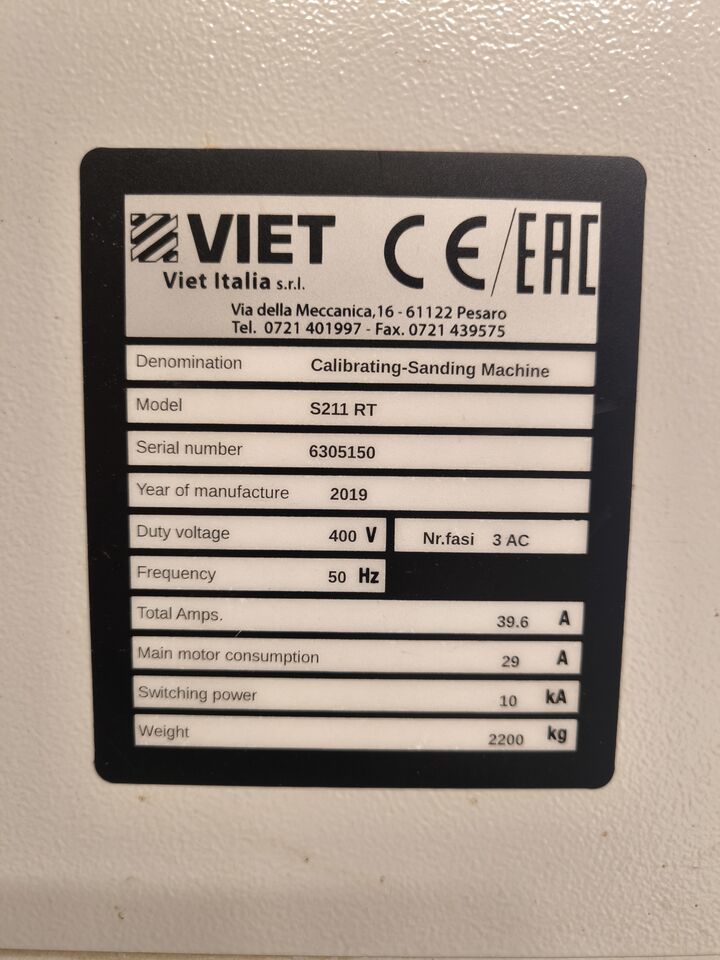 VIET CE/EAC
Viet Italia s.r.l.
Via della Meccanica,16 - 61122 Pesaro
Tel. 0721 401997 - Fax. 0721 439575
Denomination Calibrating-Sanding Machine
Model S211 RT
Serial number 6305150
Year of manufacture 2019
Duty voltage 400 V Nr.fasi 3 AC
Frequency 50 Hz
Total Amps. 39.6 A
Main motor consumption 29 A
Switching power 10 kA
Weight 2200 kg